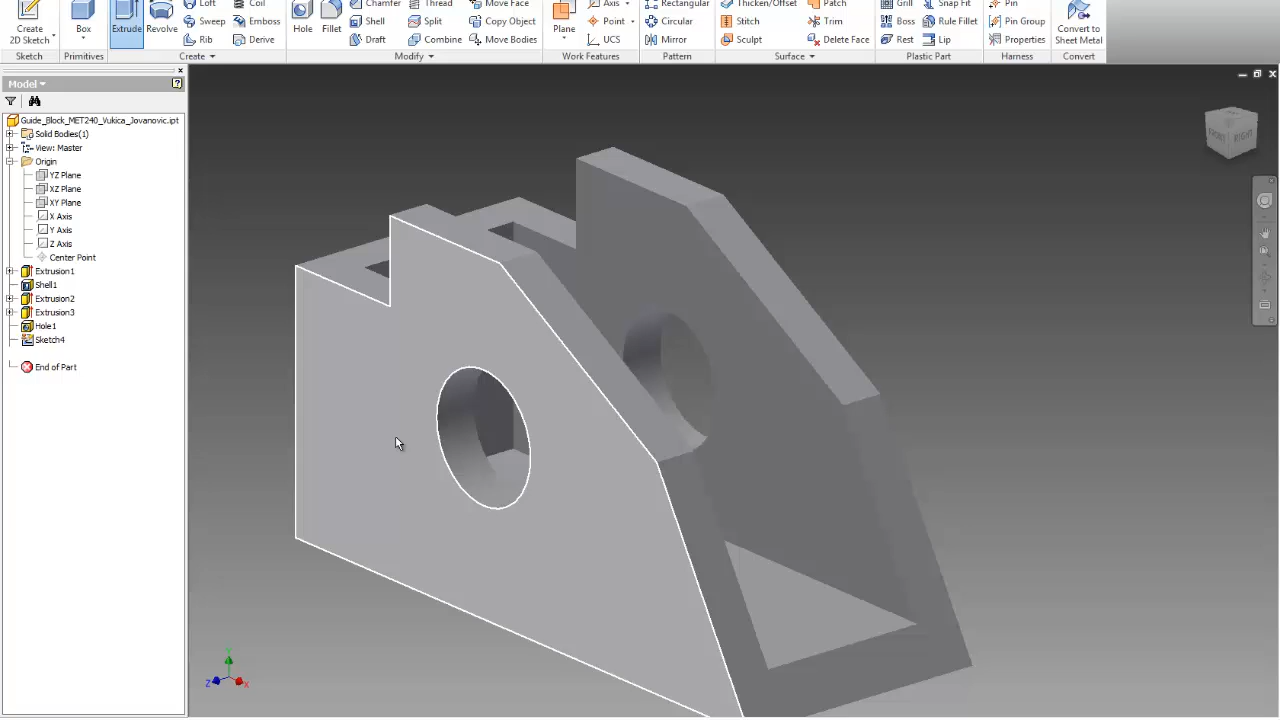 Loft Coil Chamfer Thread Move Face Axis Rectangular Thicken/Offset Patch Grill Snap Fit Pin
Create
2D Sketch Box Extrude Revolve Sweep Emboss Hole Fillet Shell Split Copy Object Plane Point Circular Stitch Trim Boss Rule Fillet Pin Group Convert to
Sheet Metal
Rib Derive Draft Combine Move Bodies UCS Mirror Sculpt Delete Face Rest Lip Properties
Sketch Primitives Create Modify Work Features Pattern Surface Plastic Part Harness Convert
Model
Guide_Block_MET240_Vukica_Jovanovic.ipt
Solid Bodies(1)
View: Master
Origin
YZ Plane
XZ Plane
XY Plane
X Axis
Y Axis
Z Axis
Center Point
Extrusion1
Shell1
Extrusion2
Extrusion3
Hole1
Sketch4
End of Part
FRONT RIGHT
Y
Z X